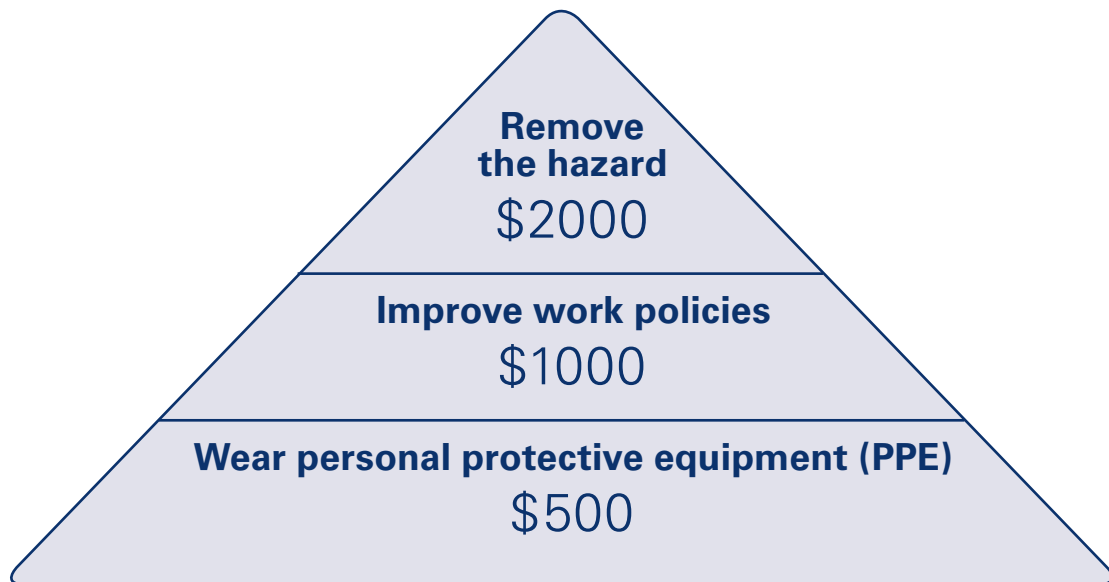 Remove
the hazard
$2000
Improve work policies
$1000
Wear personal protective equipment (PPE)
$500